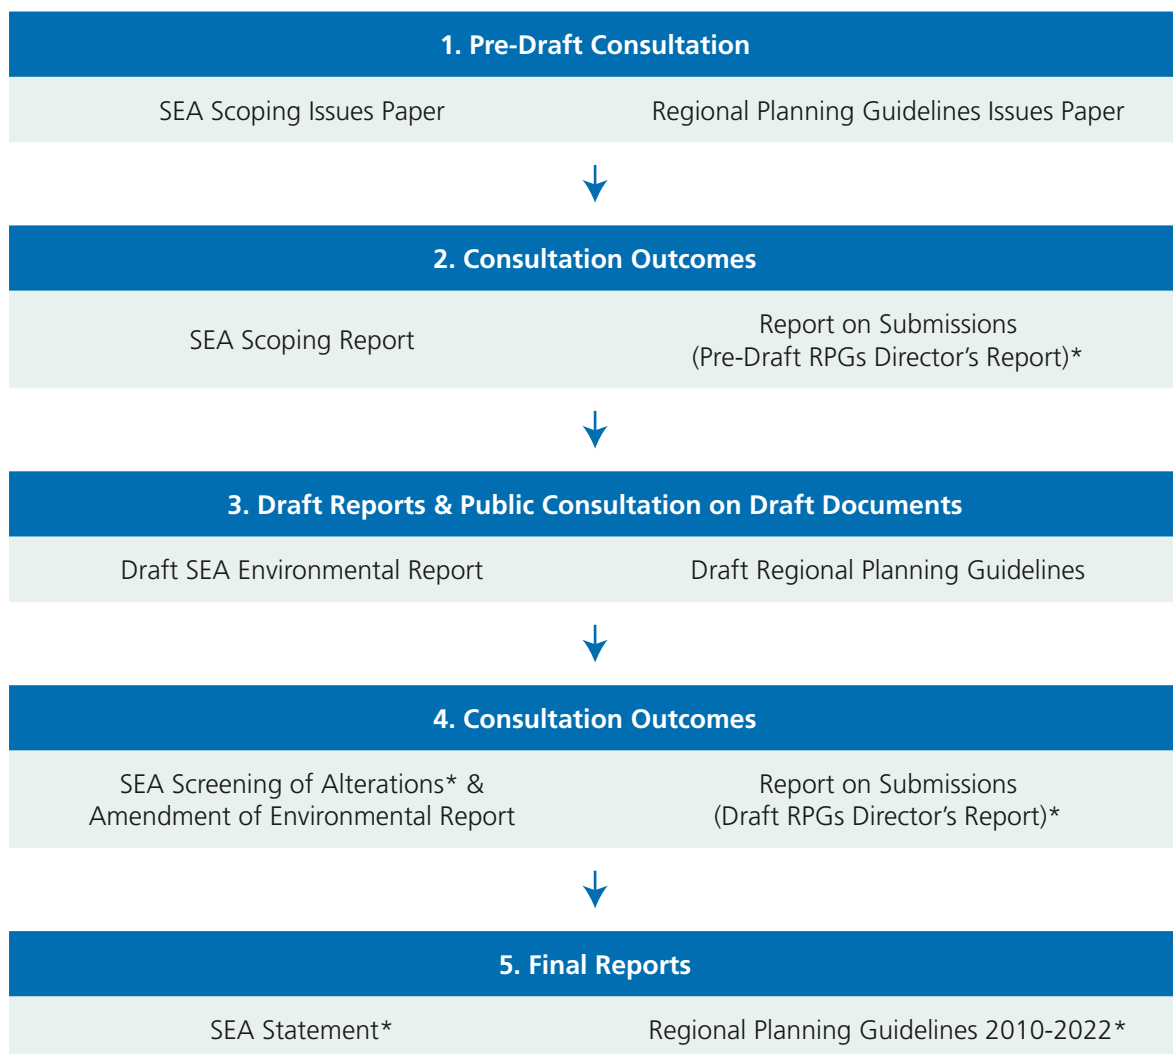 1. Pre-Draft Consultation
SEA Scoping Issues Paper
Regional Planning Guidelines Issues Paper
2. Consultation Outcomes
SEA Scoping Report
Report on Submissions
(Pre-Draft RPGs Director’s Report)*
3. Draft Reports & Public Consultation on Draft Documents
Draft SEA Environmental Report
Draft Regional Planning Guidelines
4. Consultation Outcomes
SEA Screening of Alterations* &
Amendment of Environmental Report
Report on Submissions
(Draft RPGs Director’s Report)*
5. Final Reports
SEA Statement*
Regional Planning Guidelines 2010-2022*